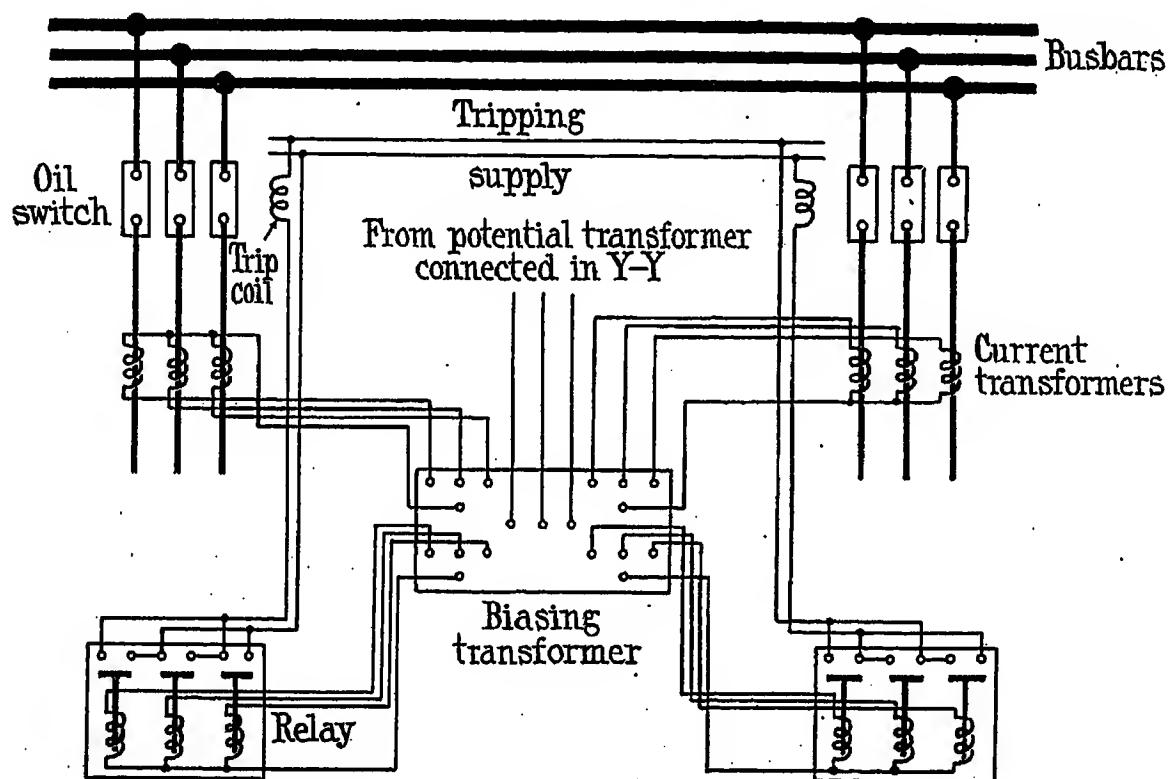 Busbars
Tripping
supply
Oil
switch
Trip
coil
From potential transformer
connected in Y-Y
Current
transformers
Biasing
transformer
Relay